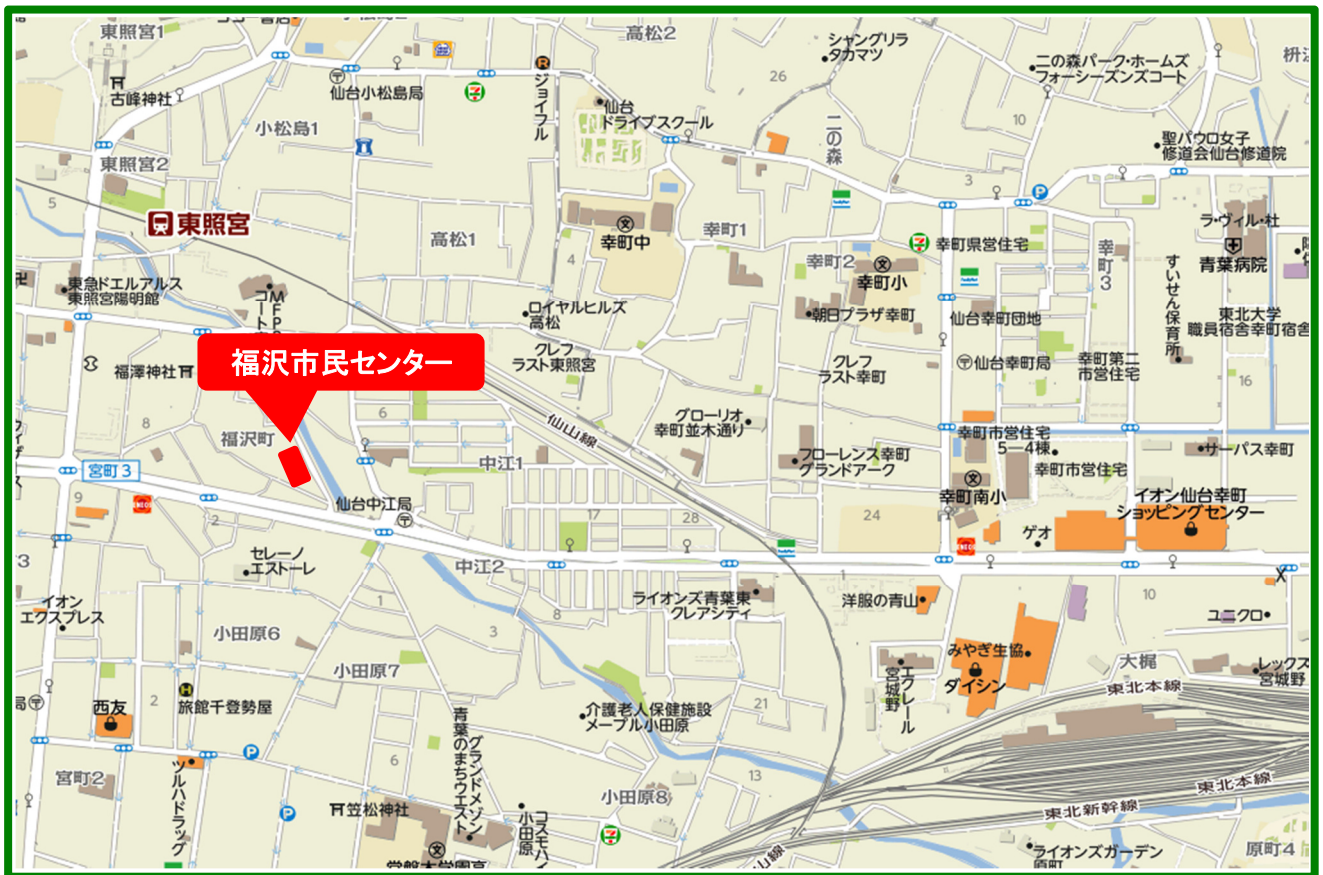 東照宮1
古峰神社
仙台小松島局
小松島1
ジョイフル
高松2
シャングリラ
タカマツ
26
二の森パーク・ホームズ
フォーシーズンズコート
仙台
ドライブスクール
二の森
10
聖パウロ女子
修道会仙台修道院
東照宮2
5
東照宮
高松1
4
幸町中
幸町1
3
P
幸町県営住宅
幸町3
ラ・ヴィル・杜
青葉病院
東急ドエルアルス
東照宮陽明館
幸町2
幸町小
朝日プラザ幸町
仙台幸町団地
すいせん保育所
東北大学
職員宿舎幸町宿舎
ロイヤルヒルズ
高松
クレフ
ラスト東照宮
クレフ
ラスト幸町
仙台幸町局
幸町第二
市営住宅
16
福澤神社
福沢市民センター
8
福沢町
6
仙山線
グローリオ
幸町並木通り
フローレンス幸町
グランドアーク
幸町市営住宅
5―4棟
幸町市営住宅
サーパス幸町
宮町3
中江1
幸町南小
イオン仙台幸町
ショッピングセンター
9
ENEOS
2
仙台中江局
17
28
24
ENEOS
ゲオ
セレーノ
エストーレ
中江2
1
8
3
ライオンズ青葉東
クレアシティ
1
洋服の青山
10
ユニクロ
イオン
エクスプレス
小田原6
小田原7
みやぎ生協
ダイシン
大梶
レックス
宮城野
エクレール
宮城野
東北本線
西友
2
旅館千登勢屋
介護老人保健施設
メープル小田原
21
13
宮町2
ツルハドラッグ
P
6
青葉のまちウエスト
グランドメゾン
P
笠松神社
小田原
小田原8
東北本線
東北新幹線
ライオンズガーデン
原町
原町4